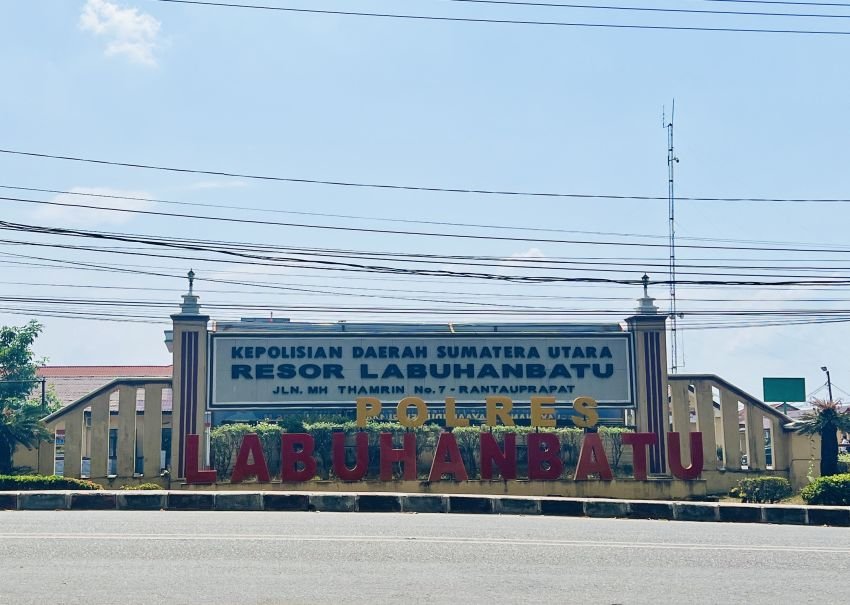 KEPOLISIAN DAERAH SUMATERA UTARA
RESOR LABUHANBATU
JLN. MH THAMRIN No. 7 - RANTAUPRAPAT
POLRES
LABUHANBATU